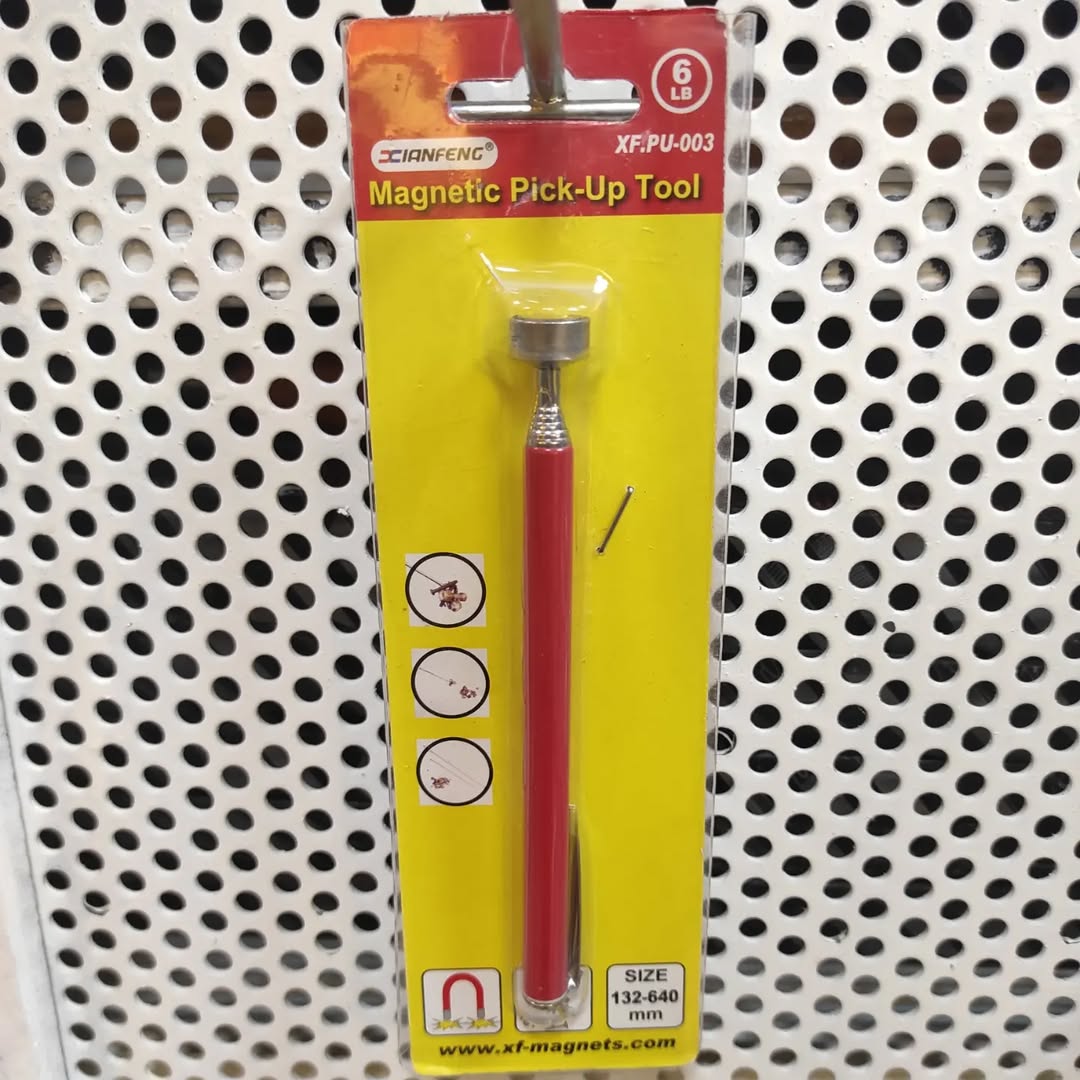 6
LB
XIANFENG®
XF.PU-003
Magnetic Pick-Up Tool
SIZE
132-640
mm
www.xf-magnets.com